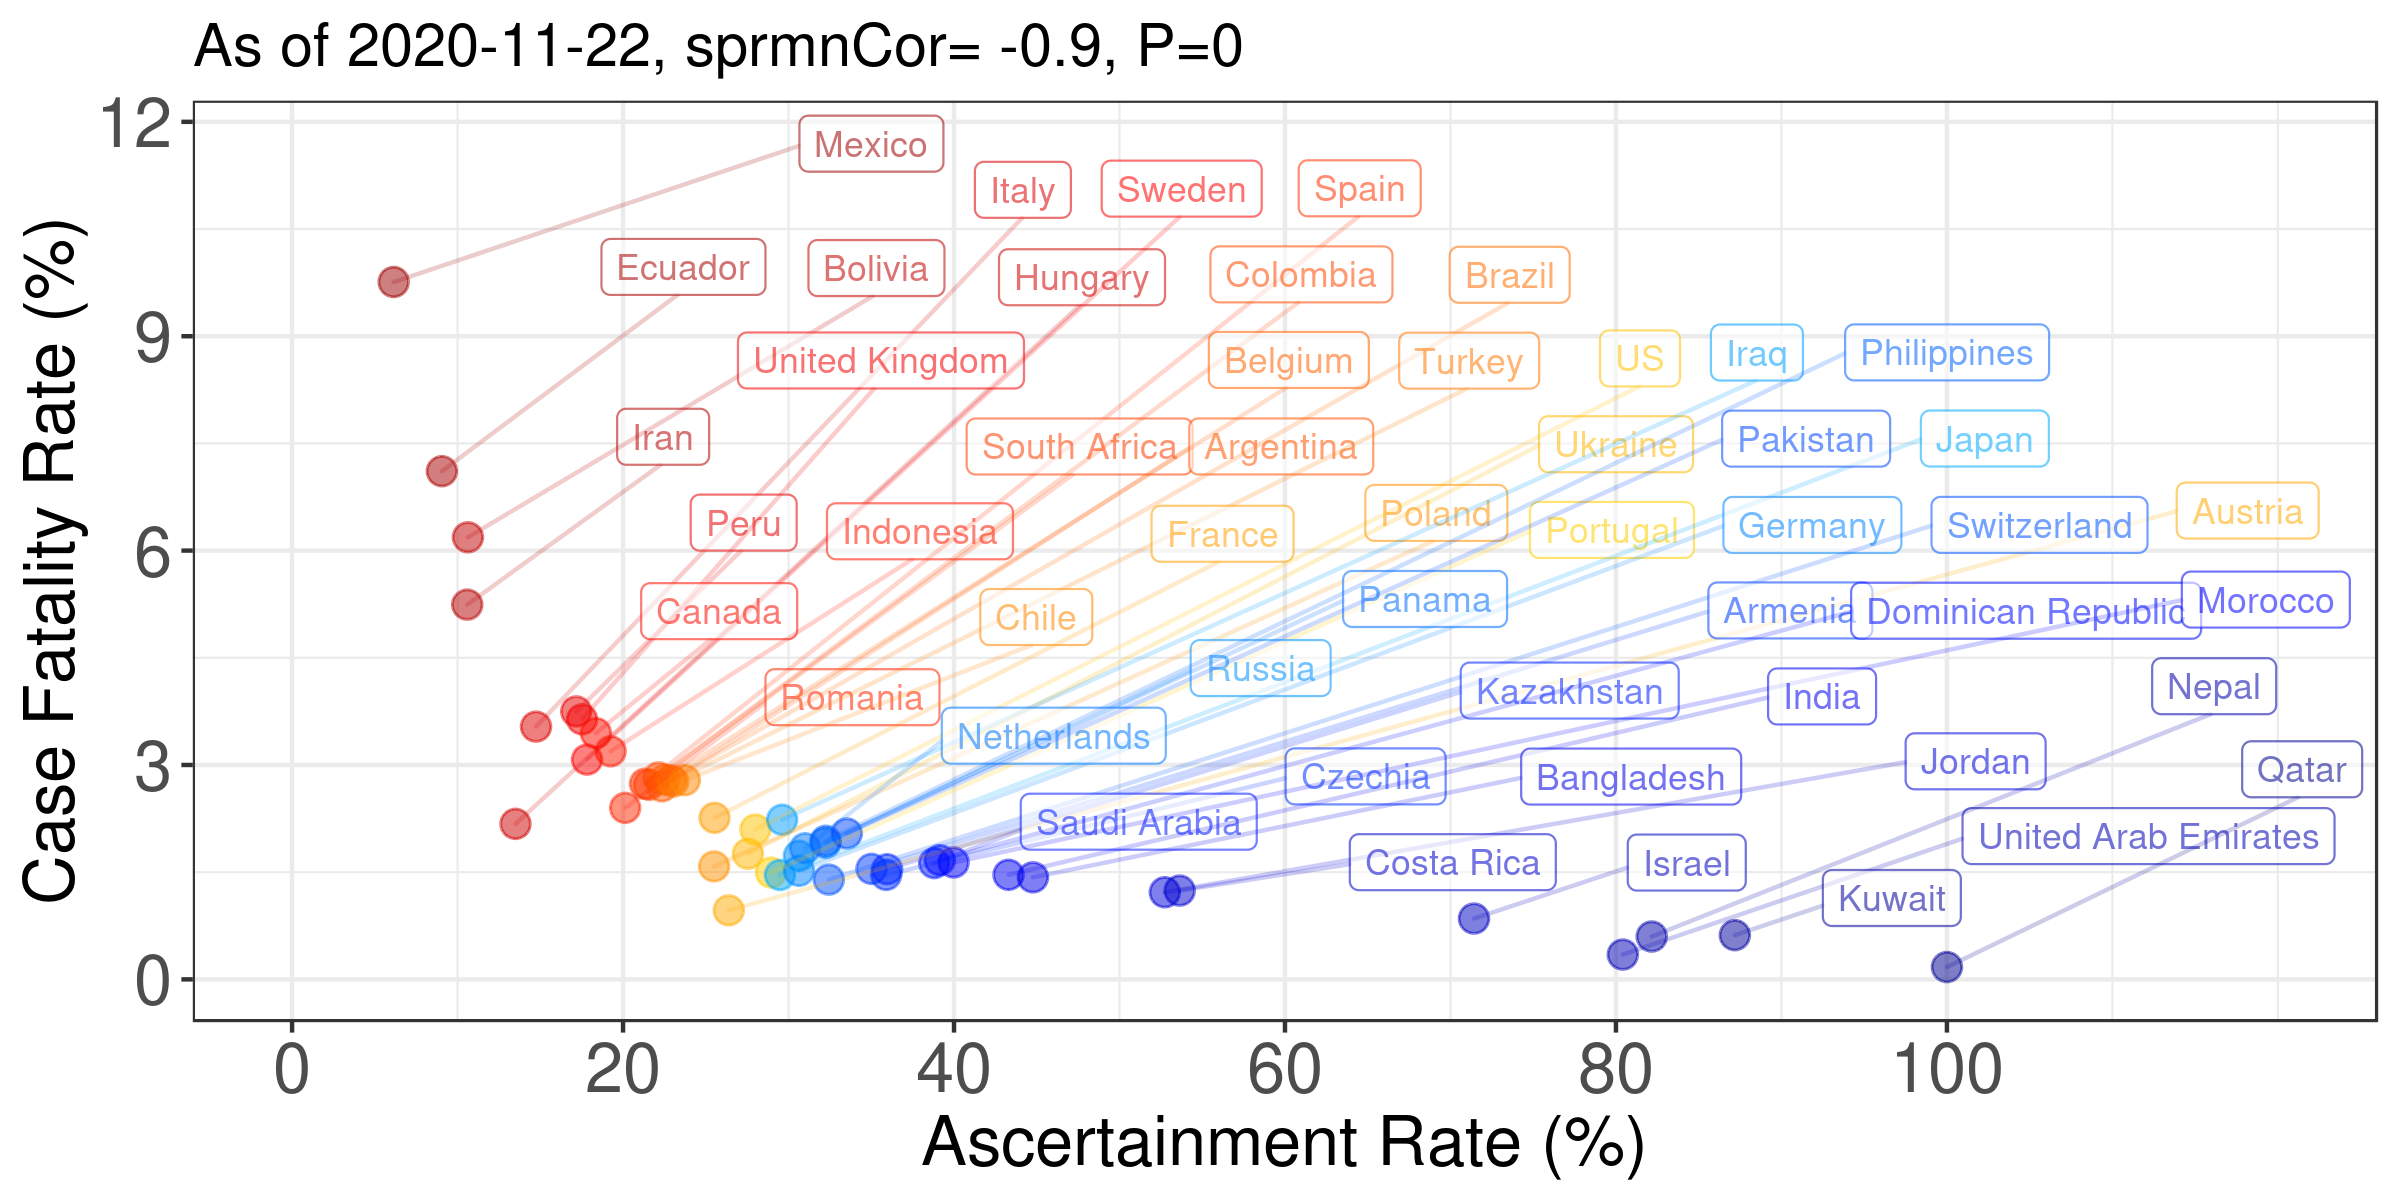 As of 2020-11-22, sprmnCor= -0.9, P=0
12
9
6
3
0
Case Fatality Rate (%)
Mexico
Italy
Sweden
Spain
Ecuador
Bolivia
Hungary
Colombia
Brazil
United Kingdom
Belgium
Turkey
US
Iraq
Philippines
Iran
South Africa
Argentina
Ukraine
Pakistan
Japan
Peru
Indonesia
France
Poland
Portugal
Germany
Switzerland
Austria
Canada
Chile
Panama
Armenia
Dominican Republic
Morocco
Romania
Russia
Kazakhstan
India
Nepal
Netherlands
Czechia
Bangladesh
Jordan
Qatar
Saudi Arabia
Costa Rica
Israel
United Arab Emirates
Kuwait
0
20
40
60
80
100
Ascertainment Rate (%)